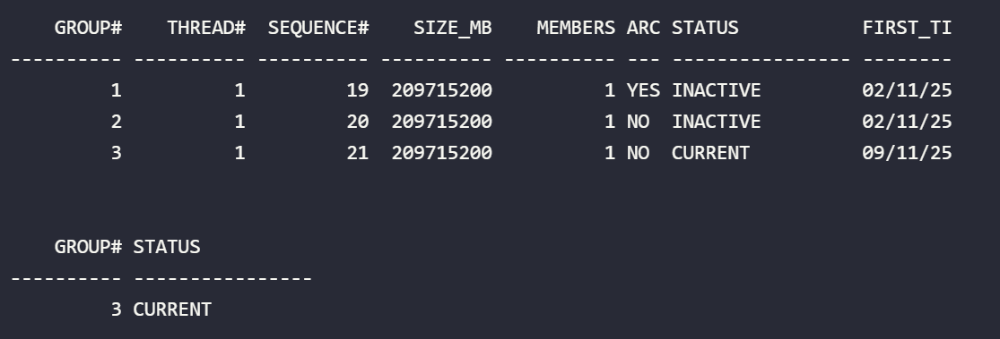 GROUP#    THREAD#  SEQUENCE#    SIZE_MB    MEMBERS ARC STATUS           FIRST_TI
---------- ---------- ---------- ---------- ---------- --- ---------------- --------
         1          1         19  209715200          1 YES INACTIVE         02/11/25
         2          1         20  209715200          1 NO  INACTIVE         02/11/25
         3          1         21  209715200          1 NO  CURRENT          09/11/25
    GROUP# STATUS
---------- ----------------
         3 CURRENT